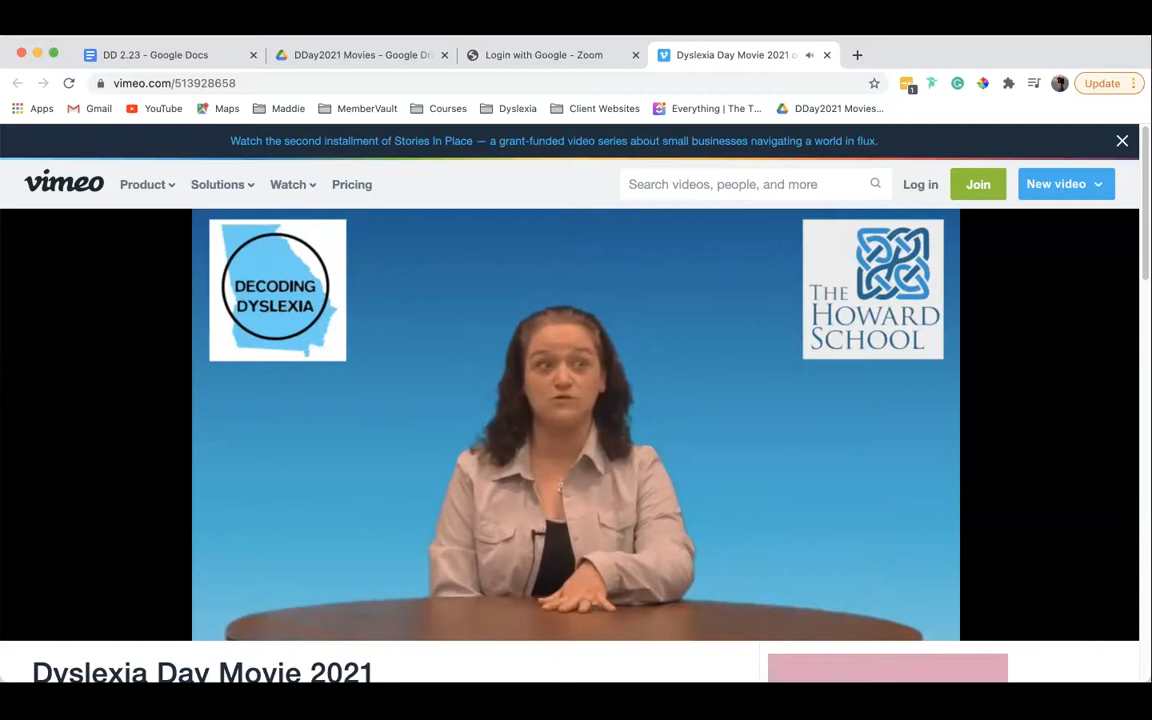 DD 2.23 - Google Docs
DDay2021 Movies - Google Dr
Login with Google - Zoom
Dyslexia Day Movie 2021 o
vimeo.com/513928658
1
Update
Apps
Gmail
YouTube
Maps
Maddie
MemberVault
Courses
Dyslexia
Client Websites
Everything | The T...
DDay2021 Movies...
Watch the second installment of Stories In Place — a grant-funded video series about small businesses navigating a world in flux.
vimeo
Product
Solutions
Watch
Pricing
Search videos, people, and more
Log in
Join
New video
DECODING
DYSLEXIA
THE
HOWARD
SCHOOL
Dyslexia Day Movie 2021